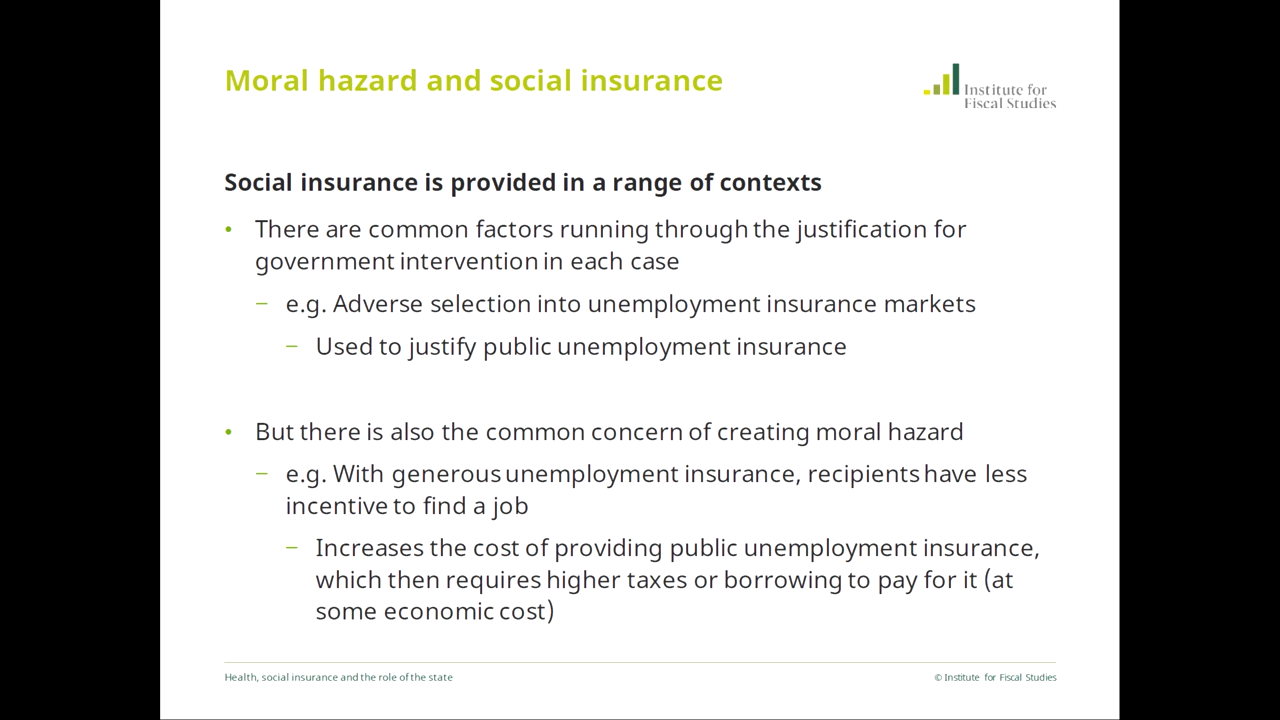 Moral hazard and social insurance
Institute for
Fiscal Studies
Social insurance is provided in a range of contexts
• There are common factors running through the justification for
government intervention in each case
– e.g. Adverse selection into unemployment insurance markets
– Used to justify public unemployment insurance
• But there is also the common concern of creating moral hazard
– e.g. With generous unemployment insurance, recipients have less
incentive to find a job
– Increases the cost of providing public unemployment insurance,
which then requires higher taxes or borrowing to pay for it (at
some economic cost)
Health, social insurance and the role of the state
© Institute for Fiscal Studies